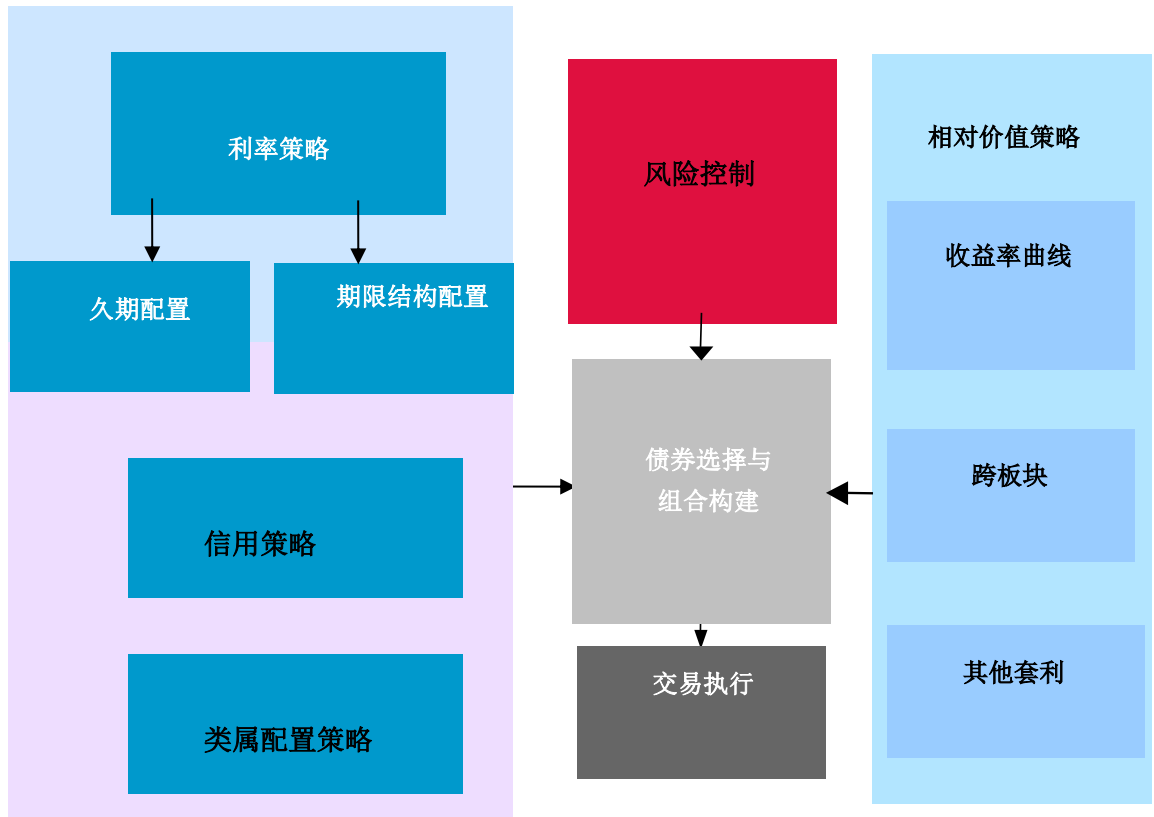 利率策略
久期配置
期限结构配置
信用策略
类属配置策略
风险控制
债券选择与
组合构建
交易执行
相对价值策略
收益率曲线
跨板块
其他套利